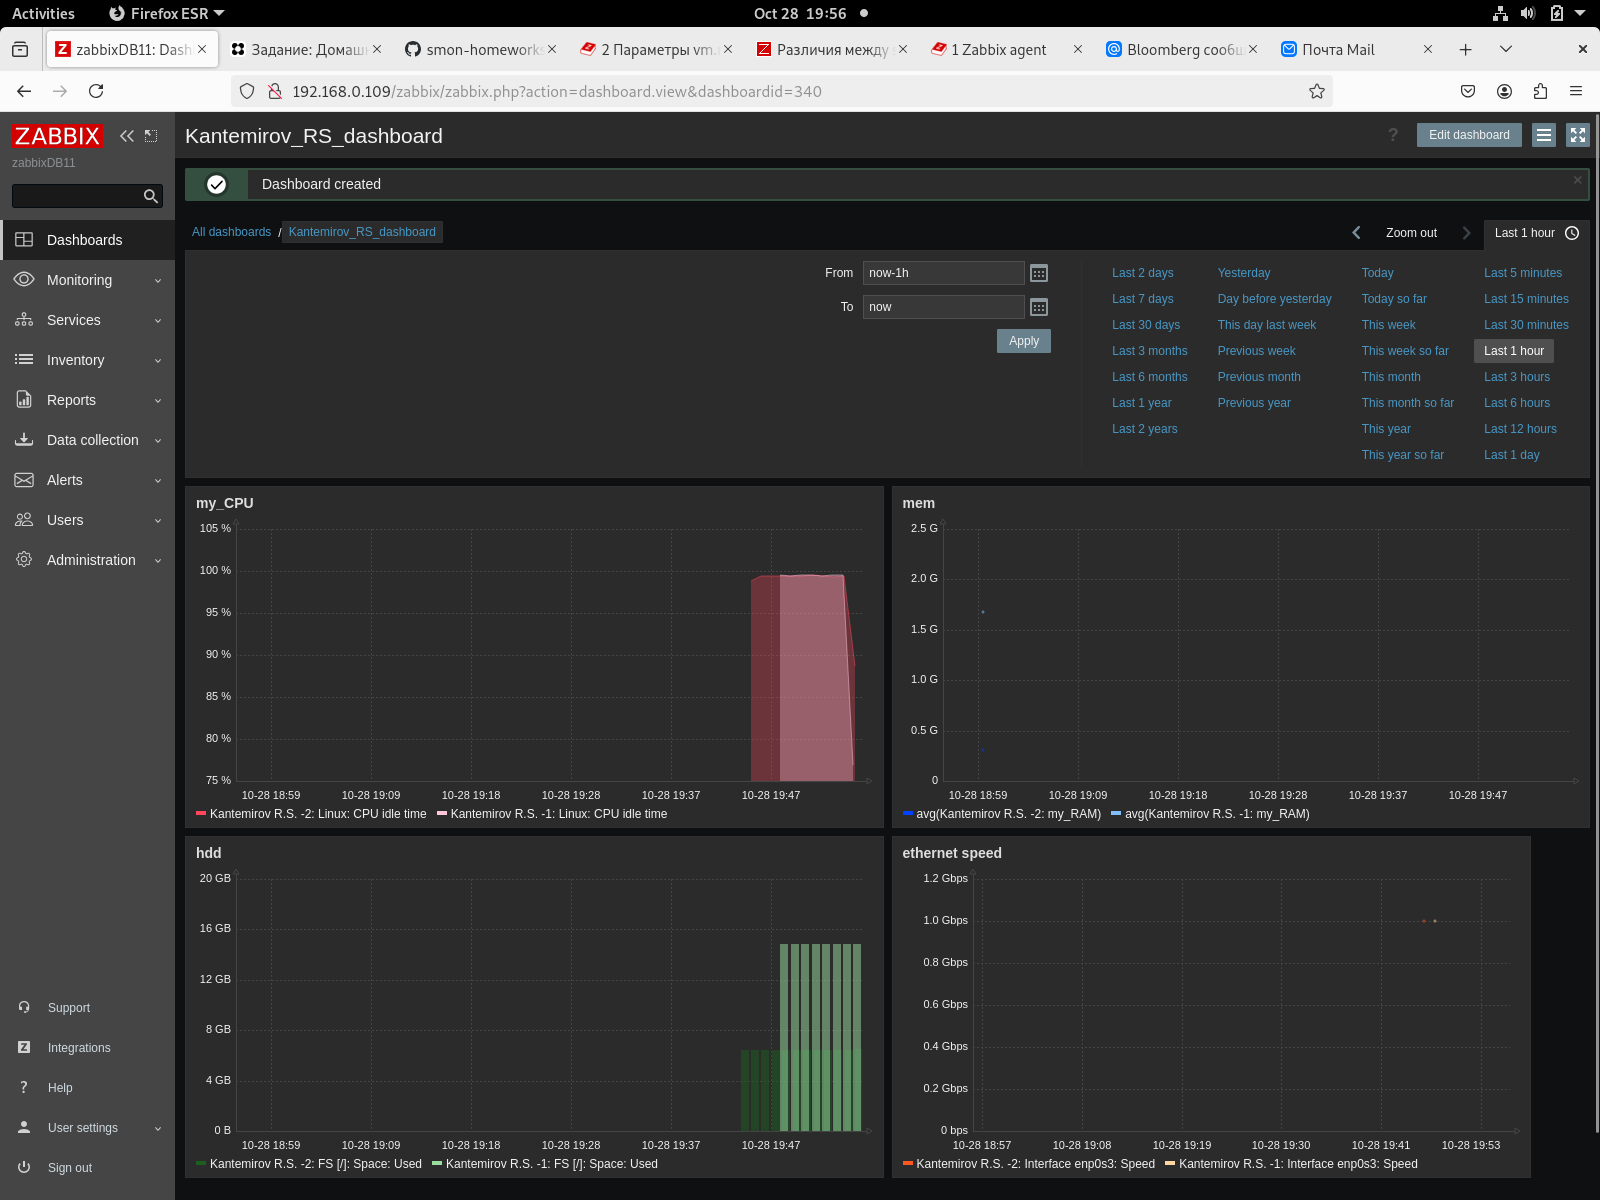 Activities Firefox ESR Oct 28 19:56
zabbixDB11: Dash Задание: Домашн smon-homeworks 2 Параметры vm. Различия между 1 Zabbix agent Bloomberg сообщ Почта Mail
192.168.0.109/zabbix/zabbix.php?action=dashboard.view&dashboardid=340
ZABBIX
zabbixDB11
Dashboards
Monitoring
Services
Inventory
Reports
Data collection
Alerts
Users
Administration
Support
Integrations
? Help
User settings
Sign out
Kantemirov_RS_dashboard
? Edit dashboard
Dashboard created
All dashboards / Kantemirov_RS_dashboard
Zoom out Last 1 hour
From now-1h
To now
Apply
Last 2 days Yesterday Today Last 5 minutes
Last 7 days Day before yesterday Today so far Last 15 minutes
Last 30 days This day last week This week Last 30 minutes
Last 3 months Previous week This week so far Last 1 hour
Last 6 months Previous month This month Last 3 hours
Last 1 year Previous year This month so far Last 6 hours
Last 2 years This year Last 12 hours
This year so far Last 1 day
my_CPU
105 %
100 %
95 %
90 %
85 %
80 %
75 %
10-28 18:59 10-28 19:09 10-28 19:18 10-28 19:28 10-28 19:37 10-28 19:47
Kantemirov R.S. -2: Linux: CPU idle time Kantemirov R.S. -1: Linux: CPU idle time
mem
2.5 G
2.0 G
1.5 G
1.0 G
0.5 G
0
10-28 18:59 10-28 19:09 10-28 19:18 10-28 19:28 10-28 19:37 10-28 19:47
avg(Kantemirov R.S. -2: my_RAM) avg(Kantemirov R.S. -1: my_RAM)
hdd
20 GB
16 GB
12 GB
8 GB
4 GB
0 B
10-28 18:59 10-28 19:09 10-28 19:18 10-28 19:28 10-28 19:37 10-28 19:47
Kantemirov R.S. -2: FS [/]: Space: Used Kantemirov R.S. -1: FS [/]: Space: Used
ethernet speed
1.2 Gbps
1.0 Gbps
0.8 Gbps
0.6 Gbps
0.4 Gbps
0.2 Gbps
0 bps
10-28 18:57 10-28 19:08 10-28 19:19 10-28 19:30 10-28 19:41 10-28 19:53
Kantemirov R.S. -2: Interface enp0s3: Speed Kantemirov R.S. -1: Interface enp0s3: Speed